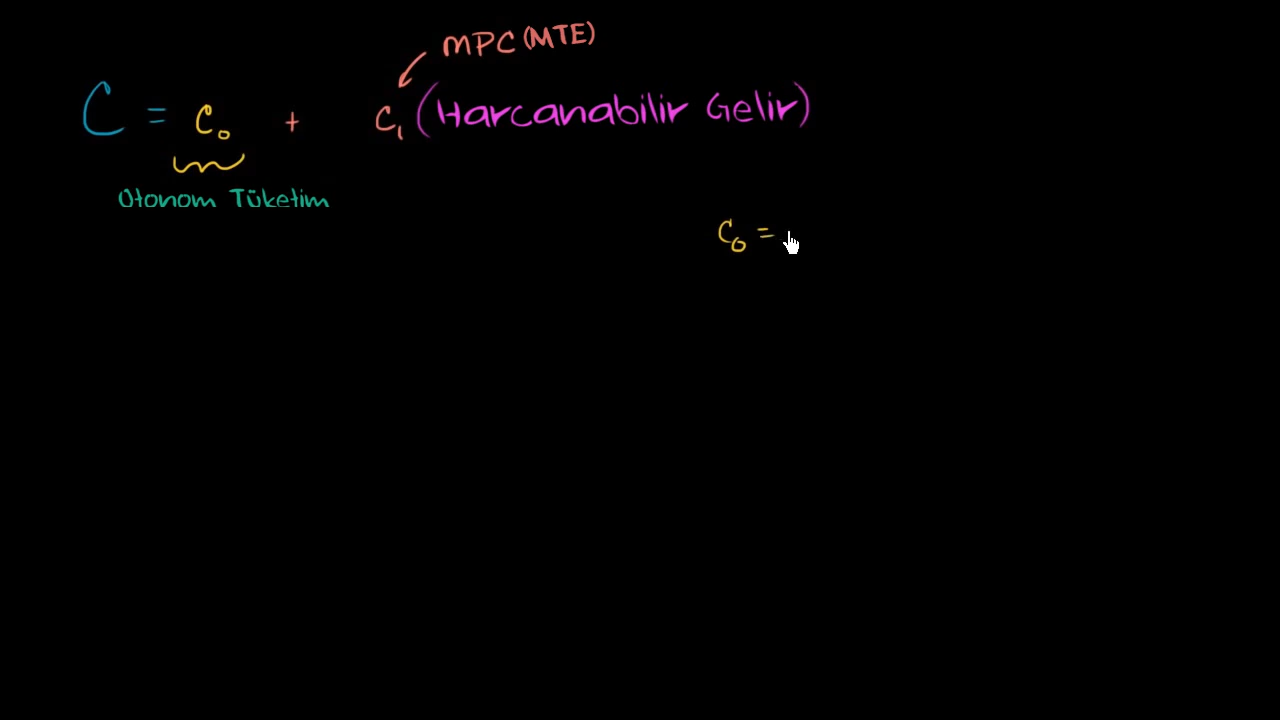 MPC (MTE)
C = C₀ + C₁ (Harcanabilir Gelir)
Otonom Tüketim
C₀ =